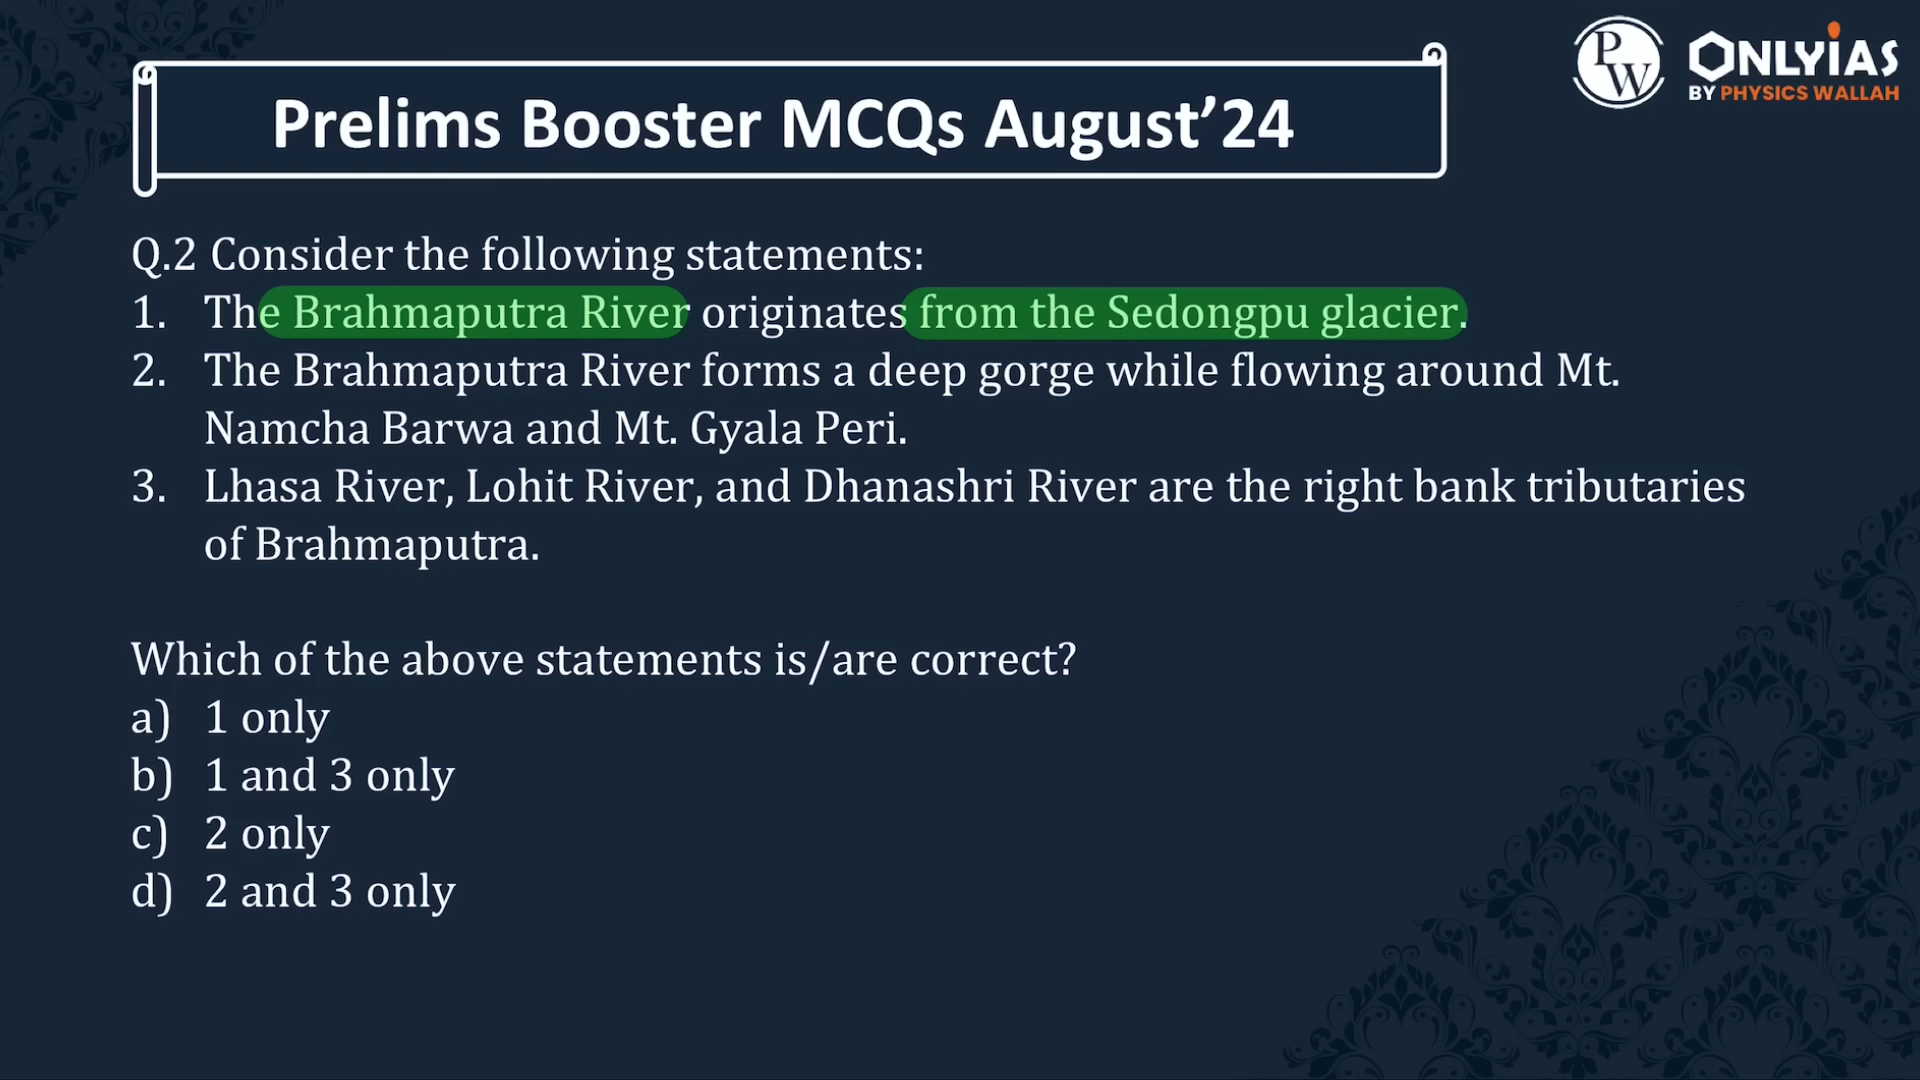 PW ONLYIAS
BY PHYSICS WALLAH
Prelims Booster MCQs August’24
Q.2 Consider the following statements:
1. The Brahmaputra River originates from the Sedongpu glacier.
2. The Brahmaputra River forms a deep gorge while flowing around Mt.
Namcha Barwa and Mt. Gyala Peri.
3. Lhasa River, Lohit River, and Dhanashri River are the right bank tributaries
of Brahmaputra.
Which of the above statements is/are correct?
a) 1 only
b) 1 and 3 only
c) 2 only
d) 2 and 3 only